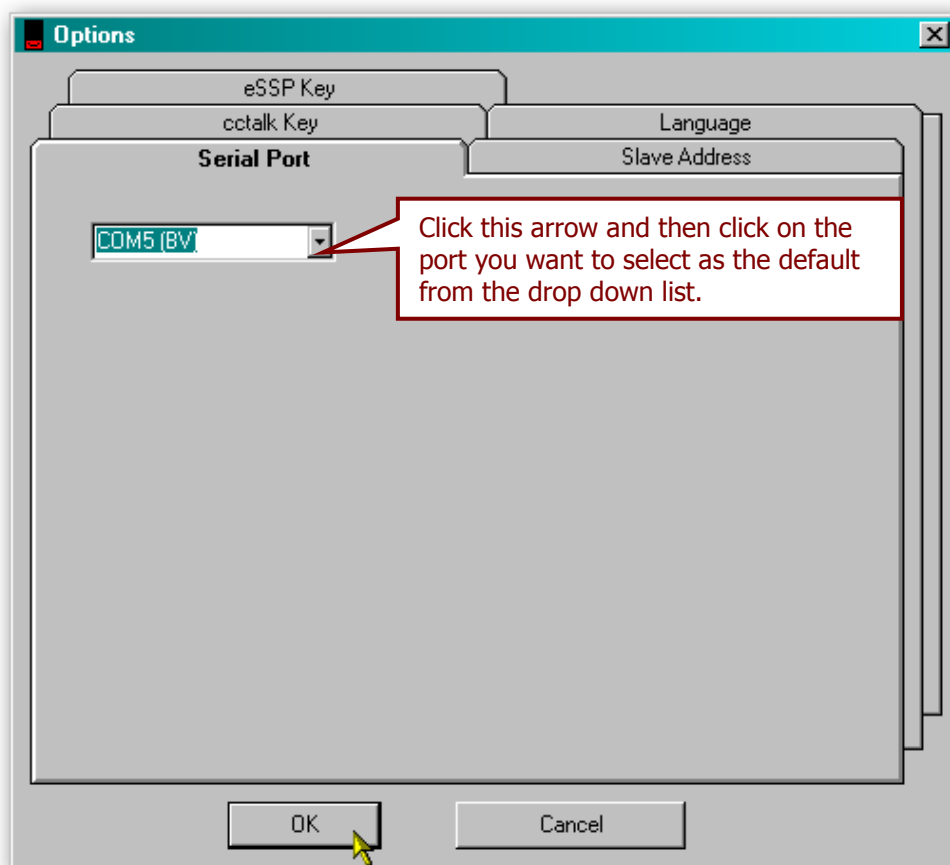 Options
eSSP Key
cctalk Key
Language
Serial Port
Slave Address
COM5 (BV)
Click this arrow and then click on the
port you want to select as the default
from the drop down list.
OK
Cancel